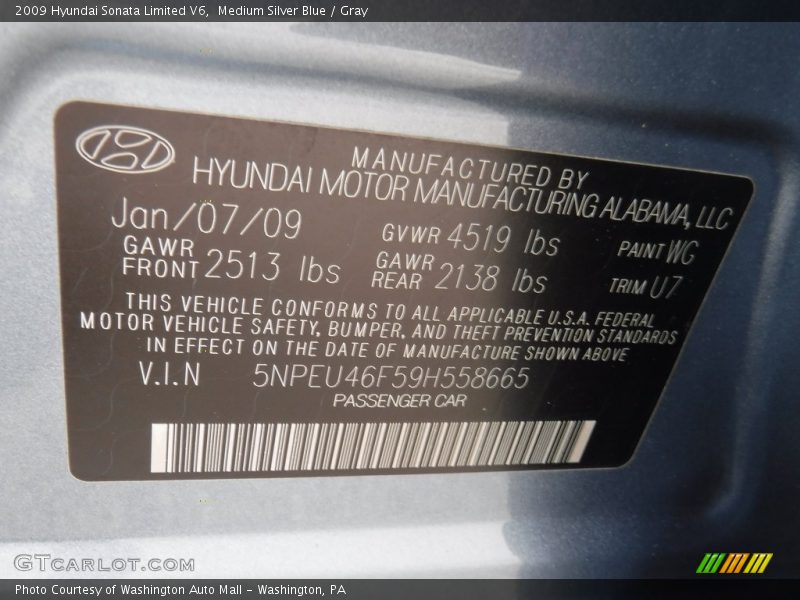 2009 Hyundai Sonata Limited V6, Medium Silver Blue / Gray
MANUFACTURED BY
HYUNDAI MOTOR MANUFACTURING ALABAMA, LLC
Jan/07/09 GVWR 4519 lbs PAINT WC
GAWR FRONT 2513 lbs GAWR REAR 2138 lbs TRIM U7
THIS VEHICLE CONFORMS TO ALL APPLICABLE U.S.A. FEDERAL
MOTOR VEHICLE SAFETY, BUMPER, AND THEFT PREVENTION STANDARDS
IN EFFECT ON THE DATE OF MANUFACTURE SHOWN ABOVE
V.I.N 5NPEU46F59H558665
PASSENGER CAR
GTCARLOT.COM
Photo Courtesy of Washington Auto Mall - Washington, PA